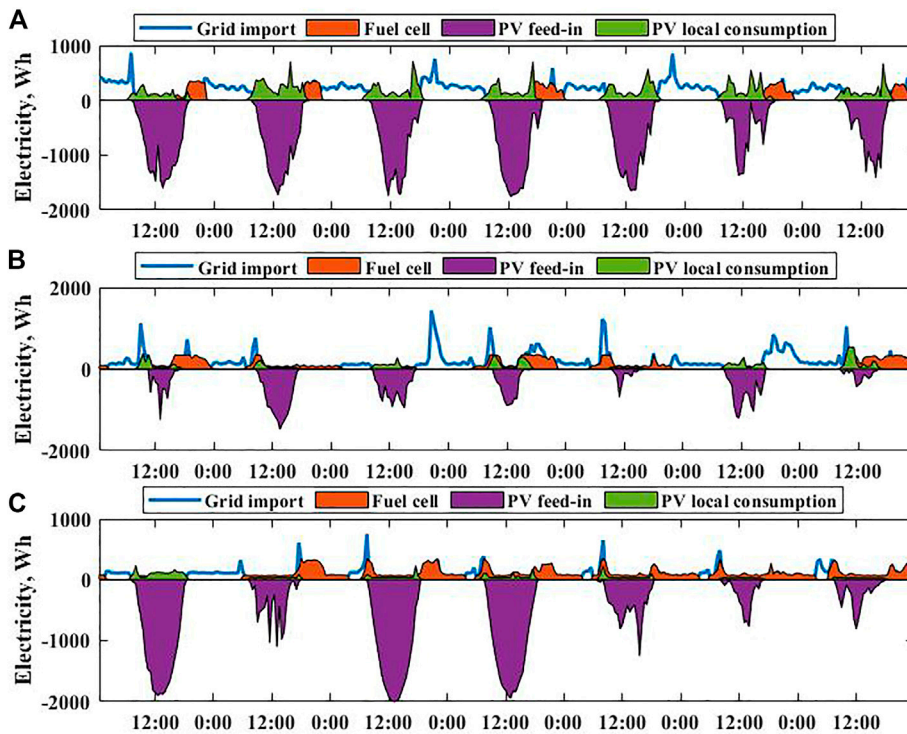 A
Grid import Fuel cell PV feed-in PV local consumption
Electricity, Wh
1000
0
-1000
-2000
12:00 0:00 12:00 0:00 12:00 0:00 12:00 0:00 12:00 0:00 12:00 0:00 12:00
B
Grid import Fuel cell PV feed-in PV local consumption
Electricity, Wh
2000
0
-2000
12:00 0:00 12:00 0:00 12:00 0:00 12:00 0:00 12:00 0:00 12:00 0:00 12:00
C
Grid import Fuel cell PV feed-in PV local consumption
Electricity, Wh
1000
0
-1000
-2000
12:00 0:00 12:00 0:00 12:00 0:00 12:00 0:00 12:00 0:00 12:00 0:00 12:00